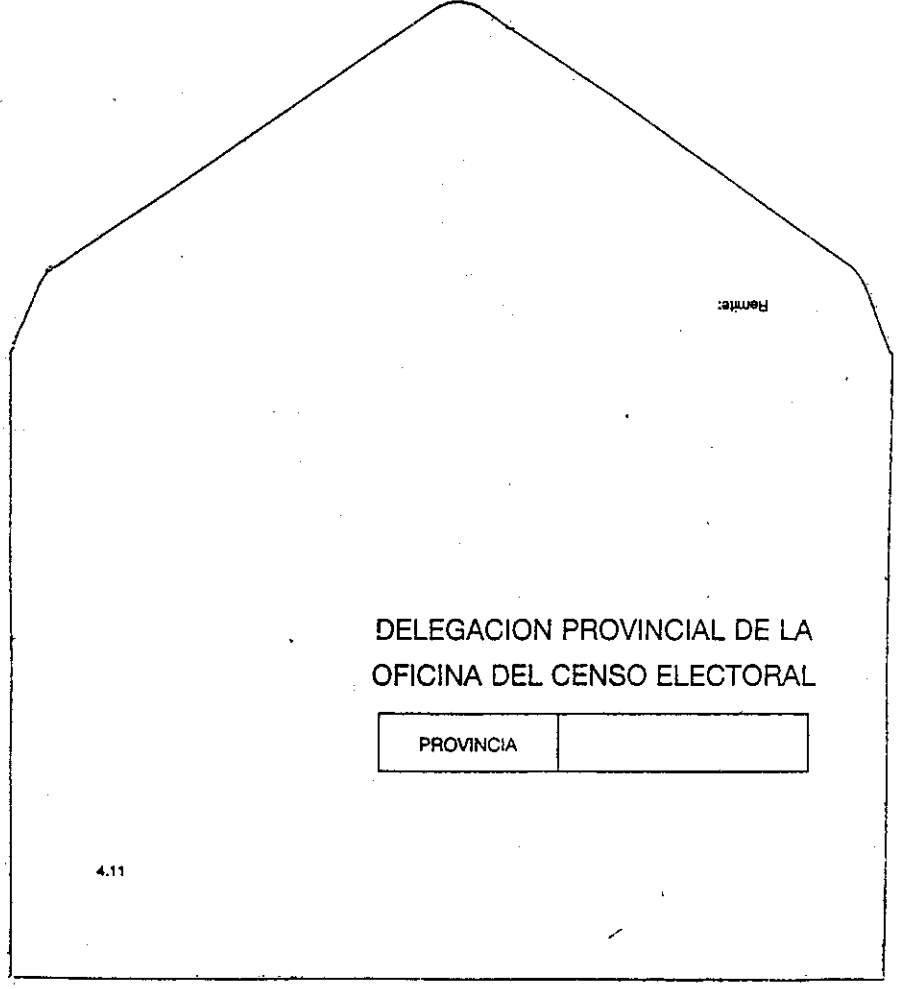 Remite:
DELEGACION PROVINCIAL DE LA
OFICINA DEL CENSO ELECTORAL
PROVINCIA
4.11